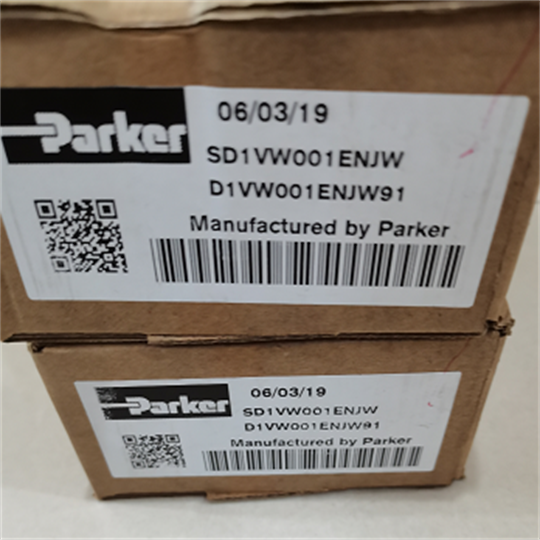 Parker
06/03/19
SD1VW001ENJW
D1VW001ENJW91
Manufactured by Parker
Parker
06/03/19
SD1VW001ENJW
D1VW001ENJW91
Manufactured by Parker